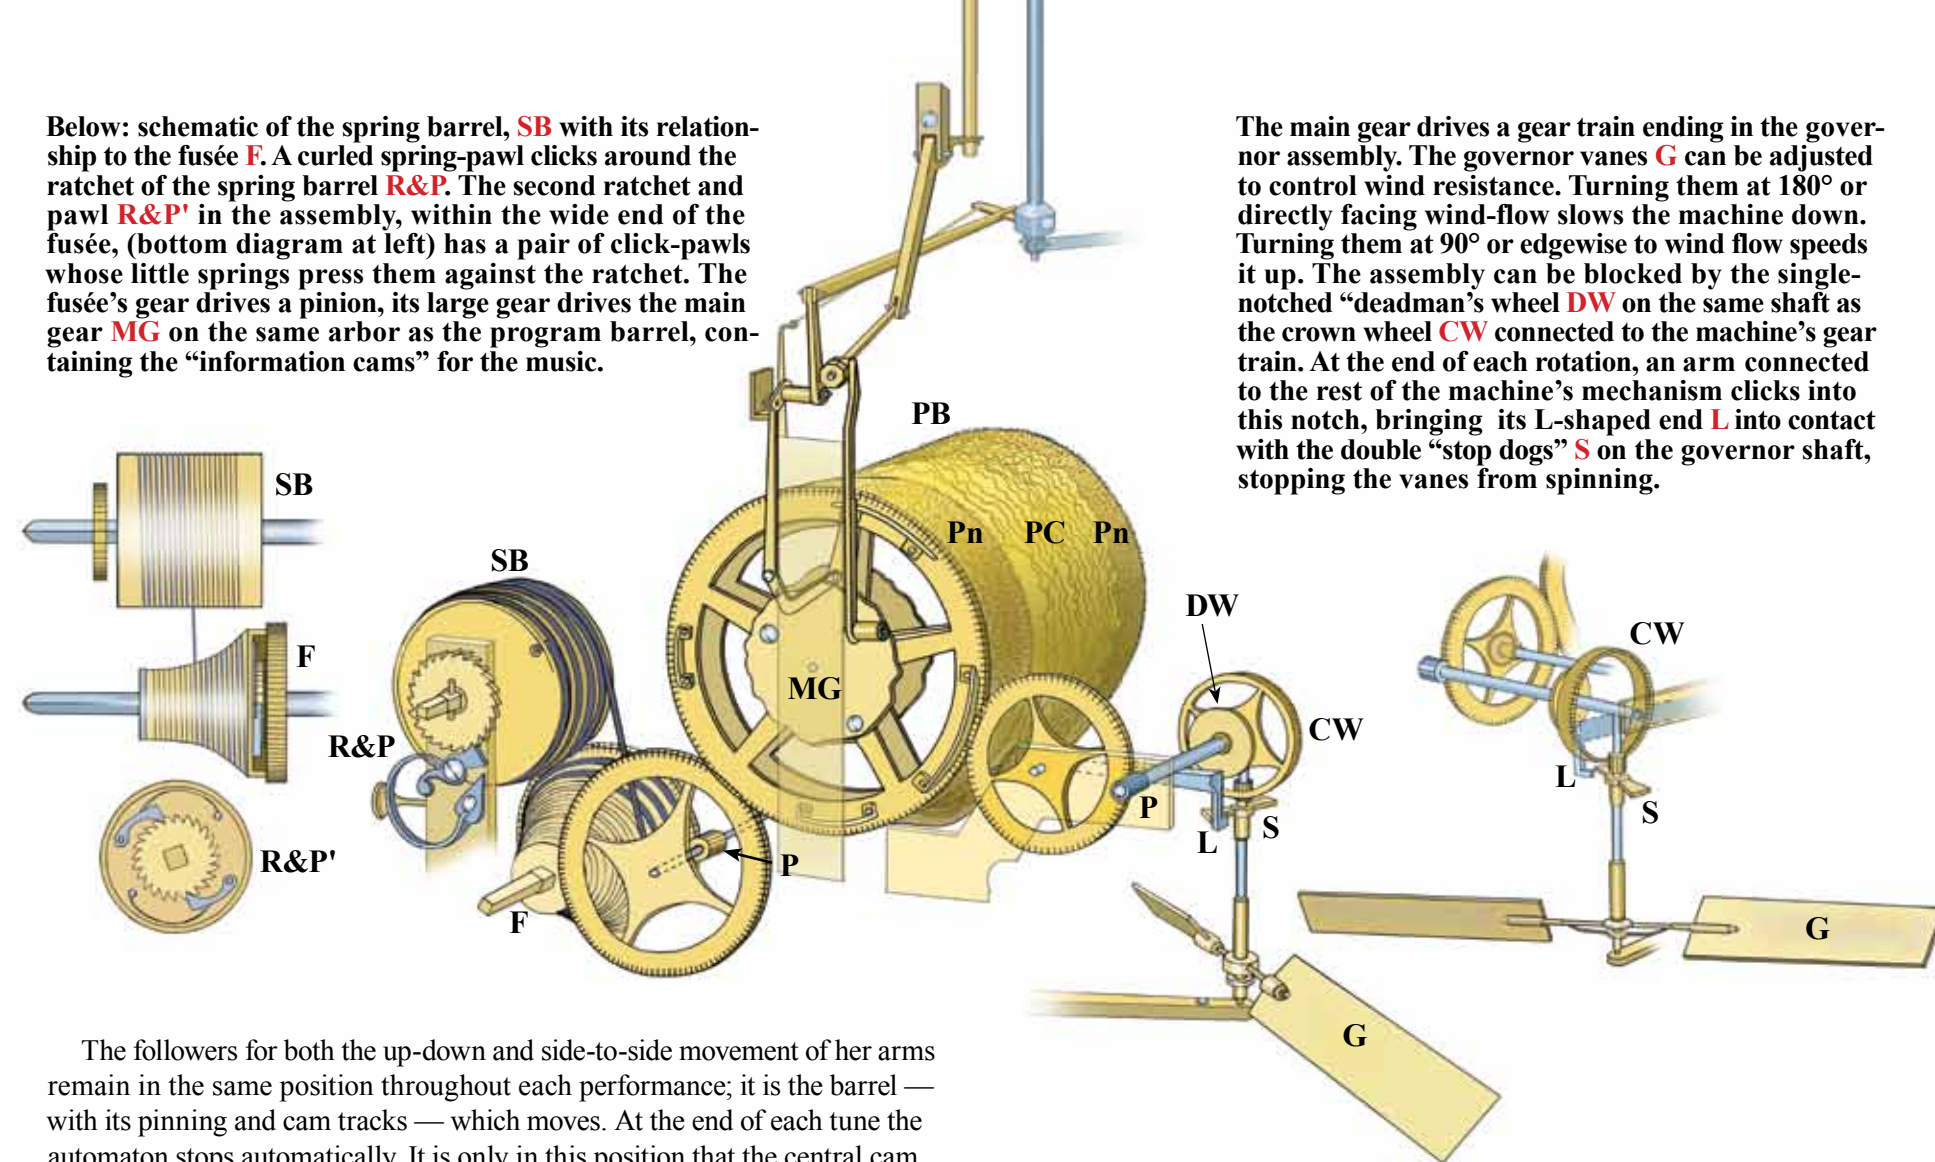 Below: schematic of the spring barrel, SB with its relation-
ship to the fusée F. A curled spring-pawl clicks around the
ratchet of the spring barrel R&P. The second ratchet and
pawl R&P' in the assembly, within the wide end of the
fusée, (bottom diagram at left) has a pair of click-pawls
whose little springs press them against the ratchet. The
fusée’s gear drives a pinion, its large gear drives the main
gear MG on the same arbor as the program barrel, con-
taining the “information cams” for the music.
The main gear drives a gear train ending in the gover-
nor assembly. The governor vanes G can be adjusted
to control wind resistance. Turning them at 180° or
directly facing wind-flow slows the machine down.
Turning them at 90° or edgewise to wind flow speeds
it up. The assembly can be blocked by the single-
notched “deadman’s wheel DW on the same shaft as
the crown wheel CW connected to the machine’s gear
train. At the end of each rotation, an arm connected
to the rest of the machine’s mechanism clicks into
this notch, bringing its L-shaped end L into contact
with the double “stop dogs” S on the governor shaft,
stopping the vanes from spinning.
SB
F
R&P'
SB
R&P
F
P
PB
Pn PC Pn
MG
DW
CW
P
L
S
G
CW
L
S
G
The followers for both the up-down and side-to-side movement of her arms
remain in the same position throughout each performance; it is the barrel —
with its pinning and cam tracks — which moves. At the end of each tune the
automaton stops automatically. It is only in this position that the central cam